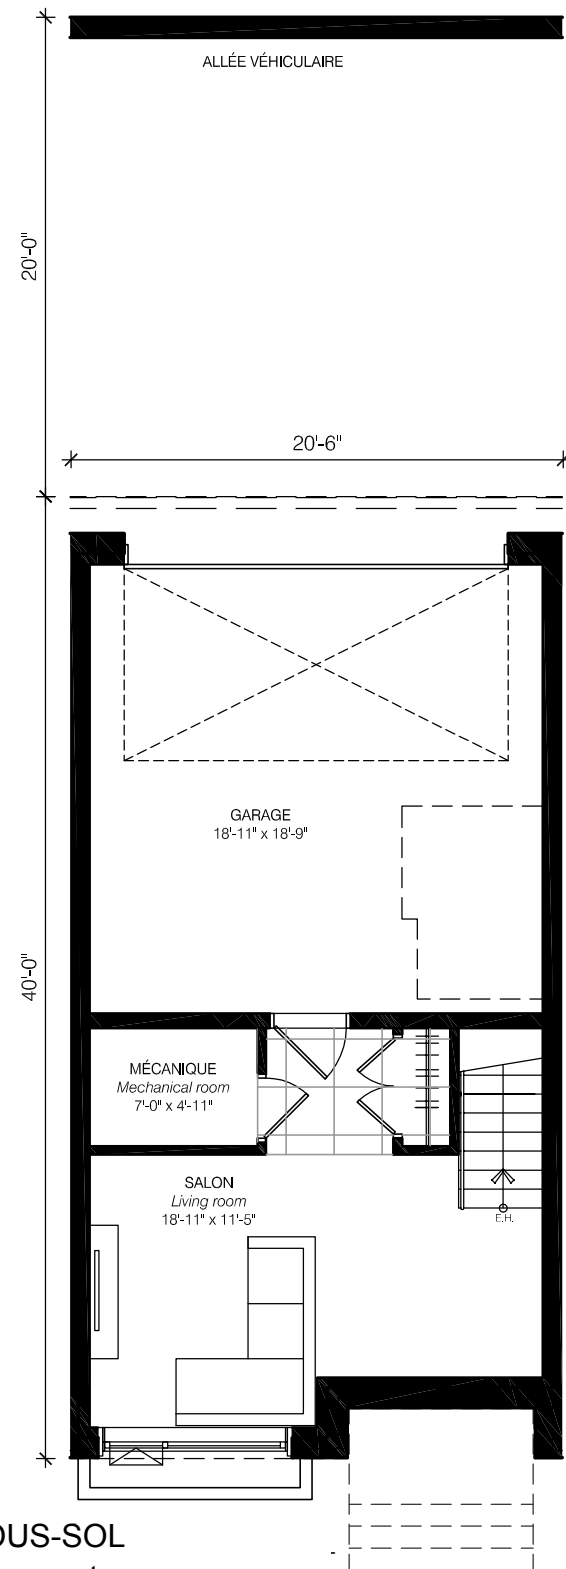 ALLÉE VÉHICULAIRE
20'-0"
20'-6"
GARAGE
18'-11" x 18'-9"
40'-0"
MÉCANIQUE
Mechanical room
7'-0" x 4'-11"
SALON
Living room
18'-11" x 11'-5"
E.H.
OUS-SOL